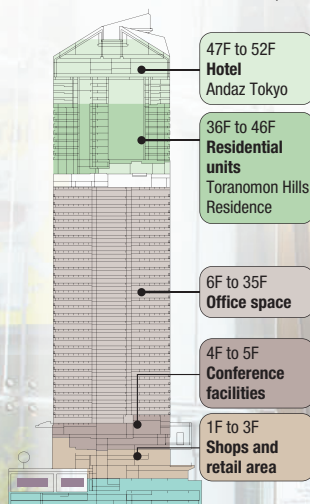 47F to 52F
Hotel
Andaz Tokyo
36F to 46F
Residential
units
Toranomon Hills
Residence
6F to 35F
Office space
4F to 5F
Conference
facilities
1F to 3F
Shops and
retail area